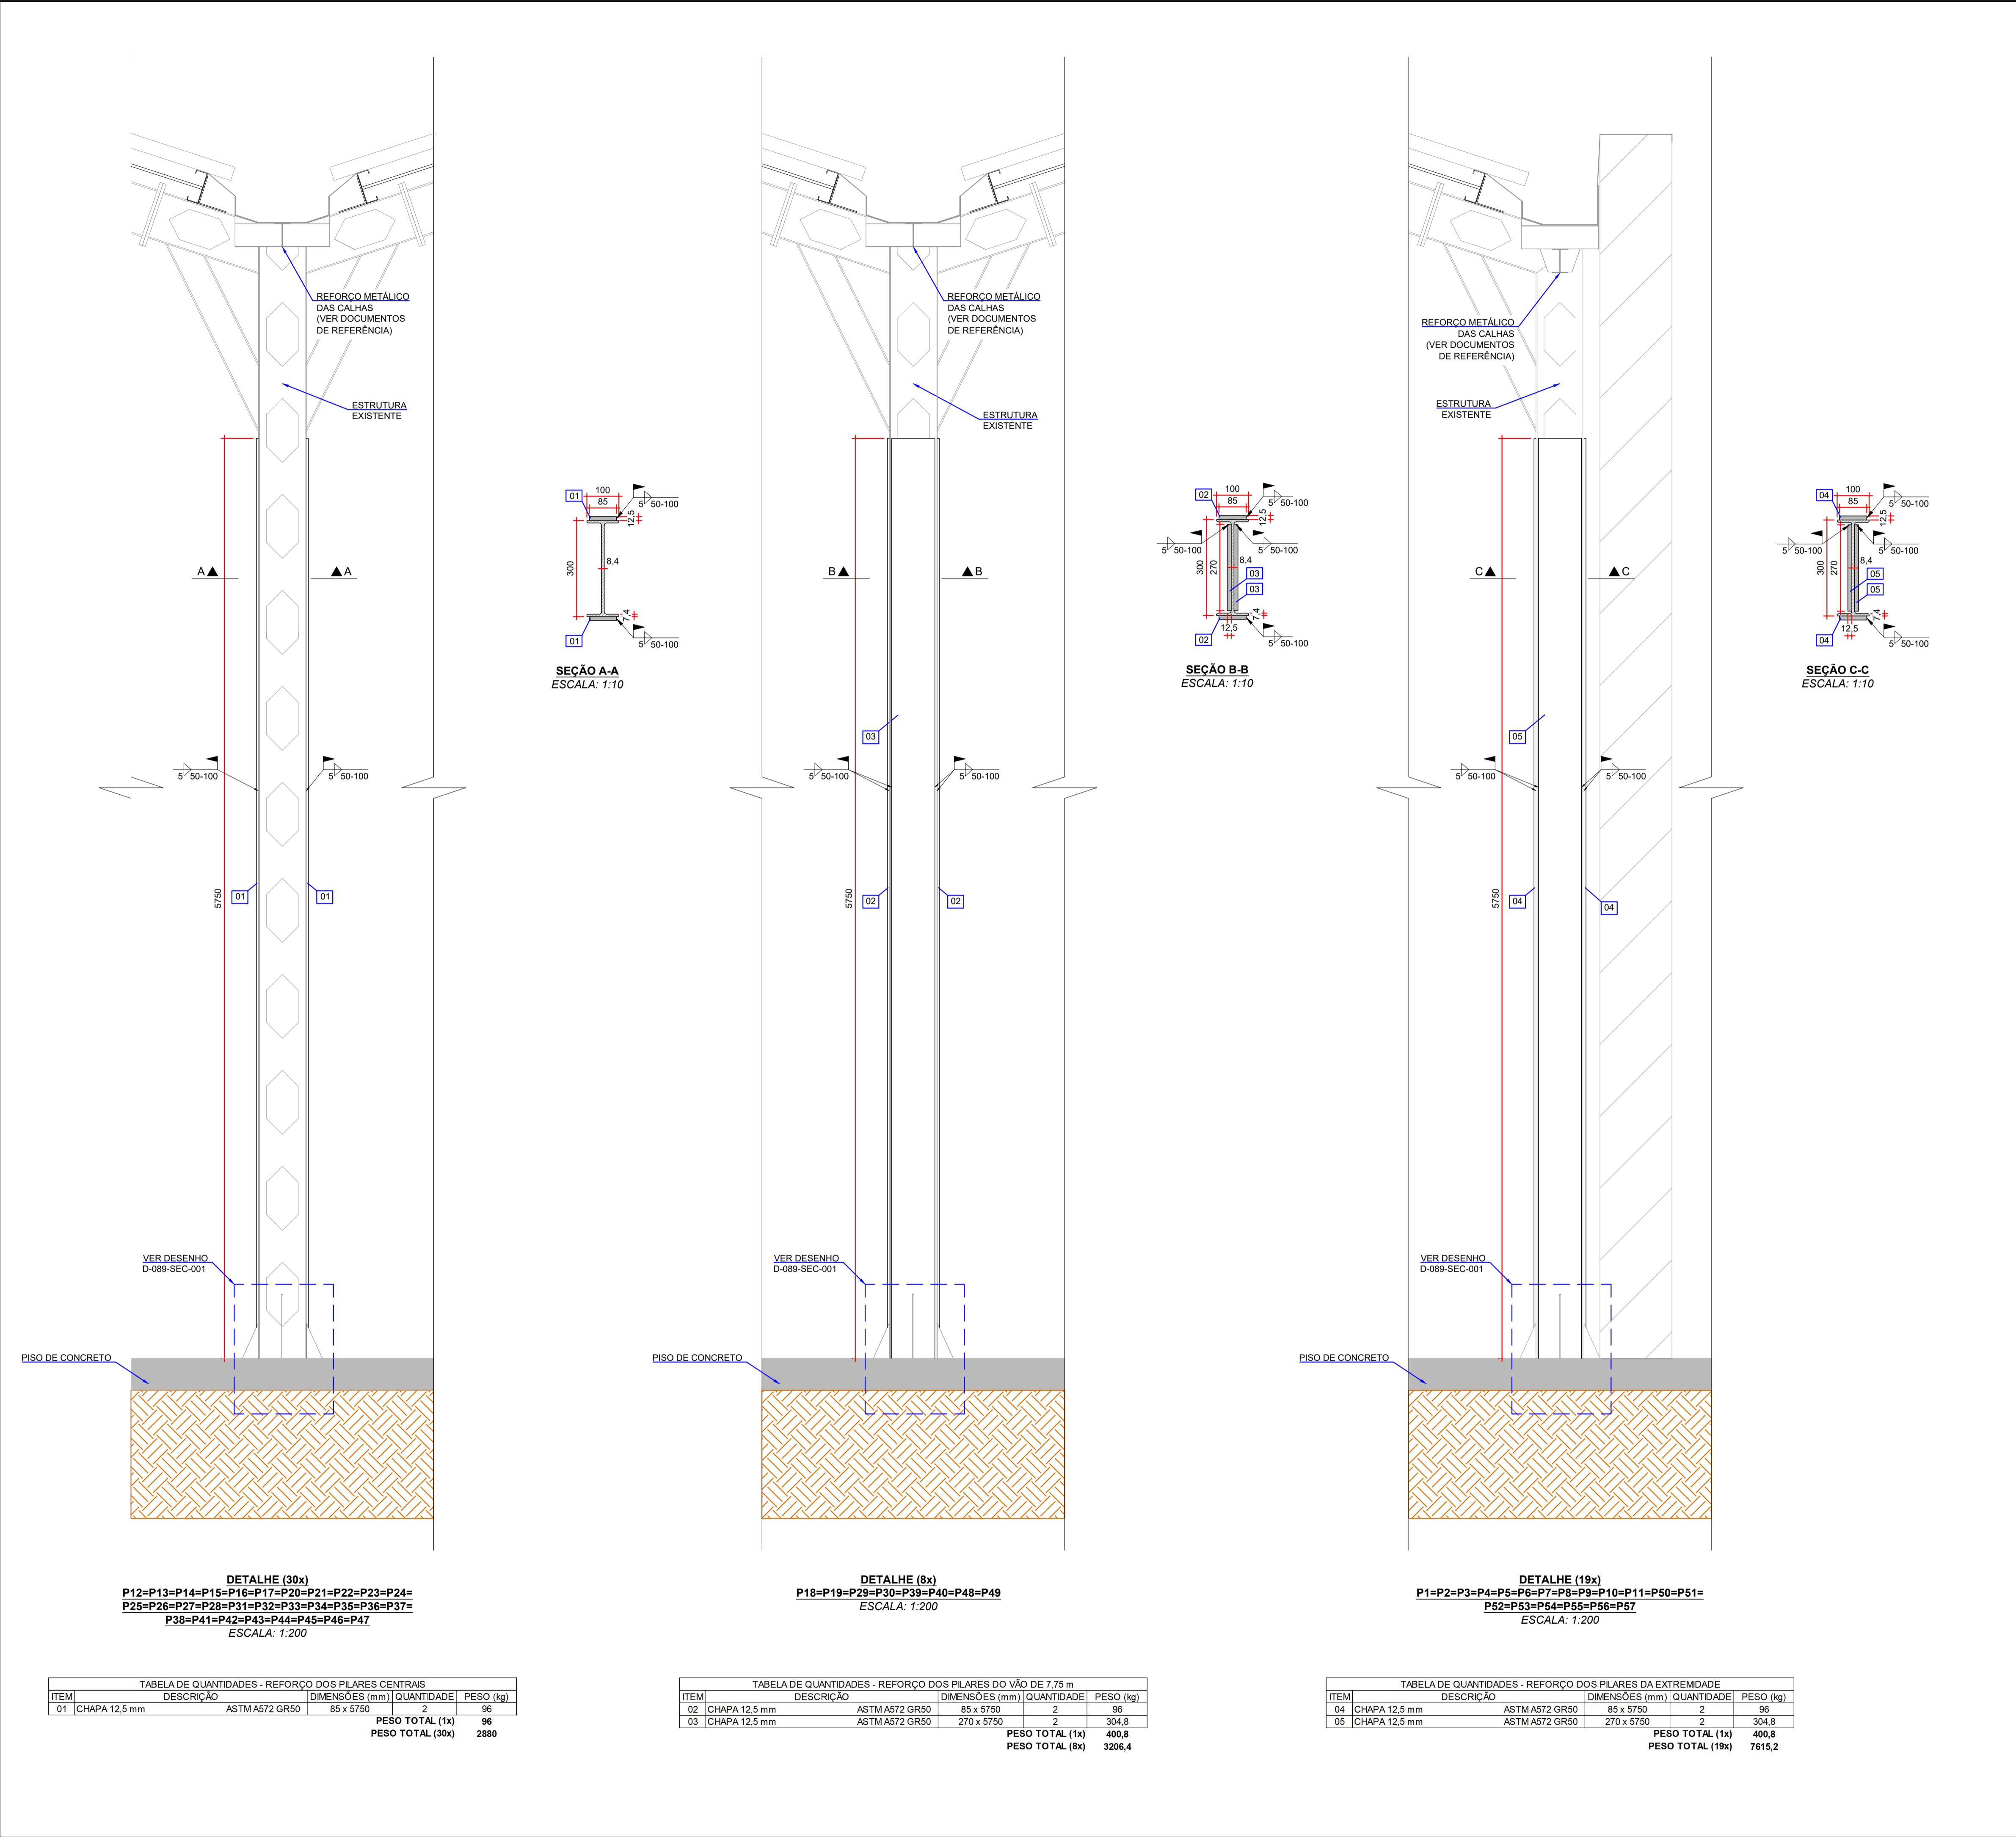 REFORÇO METÁLICO
DAS CALHAS
(VER DOCUMENTOS
DE REFERÊNCIA)
ESTRUTURA
EXISTENTE
A A
5750
5 50-100
5 50-100
01
01
VER DESENHO
D-089-SEC-001
PISO DE CONCRETO
01
100
85
5 50-100
12,5
300
8,4
7,4
01
5 50-100
SEÇÃO A-A
ESCALA: 1:10
DETALHE (30x)
P12=P13=P14=P15=P16=P17=P20=P21=P22=P23=P24=
P25=P26=P27=P28=P31=P32=P33=P34=P35=P36=P37=
P38=P41=P42=P43=P44=P45=P46=P47
ESCALA: 1:200
TABELA DE QUANTIDADES - REFORÇO DOS PILARES CENTRAIS
ITEM DESCRIÇÃO DIMENSÕES (mm) QUANTIDADE PESO (kg)
01 CHAPA 12,5 mm ASTM A572 GR50 85 x 5750 2 96
PESO TOTAL (1x) 96
PESO TOTAL (30x) 2880
REFORÇO METÁLICO
DAS CALHAS
(VER DOCUMENTOS
DE REFERÊNCIA)
ESTRUTURA
EXISTENTE
B B
03
5 50-100
5 50-100
5750
02
02
VER DESENHO
D-089-SEC-001
PISO DE CONCRETO
02
100
85
5 50-100
12,5
5 50-100
5 50-100
300
270
8,4
03
03
7,4
12,5
02
5 50-100
SEÇÃO B-B
ESCALA: 1:10
DETALHE (8x)
P18=P19=P29=P30=P39=P40=P48=P49
ESCALA: 1:200
TABELA DE QUANTIDADES - REFORÇO DOS PILARES DO VÃO DE 7,75 m
ITEM DESCRIÇÃO DIMENSÕES (mm) QUANTIDADE PESO (kg)
02 CHAPA 12,5 mm ASTM A572 GR50 85 x 5750 2 96
03 CHAPA 12,5 mm ASTM A572 GR50 270 x 5750 2 304,8
PESO TOTAL (1x) 400,8
PESO TOTAL (8x) 3206,4
REFORÇO METÁLICO
DAS CALHAS
(VER DOCUMENTOS
DE REFERÊNCIA)
ESTRUTURA
EXISTENTE
C C
05
5 50-100
5 50-100
5750
04
04
VER DESENHO
D-089-SEC-001
PISO DE CONCRETO
04
100
85
5 50-100
12,5
5 50-100
5 50-100
300
270
8,4
05
05
7,4
12,5
04
5 50-100
SEÇÃO C-C
ESCALA: 1:10
DETALHE (19x)
P1=P2=P3=P4=P5=P6=P7=P8=P9=P10=P11=P50=P51=
P52=P53=P54=P55=P56=P57
ESCALA: 1:200
TABELA DE QUANTIDADES - REFORÇO DOS PILARES DA EXTREMIDADE
ITEM DESCRIÇÃO DIMENSÕES (mm) QUANTIDADE PESO (kg)
04 CHAPA 12,5 mm ASTM A572 GR50 85 x 5750 2 96
05 CHAPA 12,5 mm ASTM A572 GR50 270 x 5750 2 304,8
PESO TOTAL (1x) 400,8
PESO TOTAL (19x) 7615,2